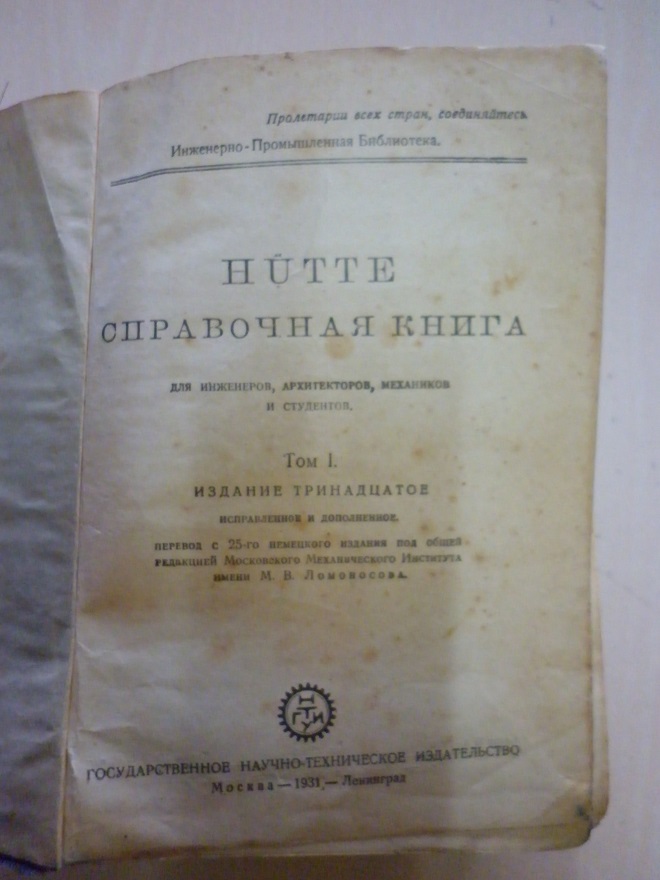 Пролетарии всех стран, соединяйтесь
Инженерно-Промышленная Библиотека.
HÜTTE
СПРАВОЧНАЯ КНИГА
ДЛЯ ИНЖЕНЕРОВ, АРХИТЕКТОРОВ, МЕХАНИКОВ
И СТУДЕНТОВ.
Том I.
ИЗДАНИЕ ТРИНАДЦАТОЕ
ИСПРАВЛЕННОЕ И ДОПОЛНЕННОЕ.
ПЕРЕВОД С 25-го НЕМЕЦКОГО ИЗДАНИЯ ПОД ОБЩЕЙ
РЕДАКЦИЕЙ МОСКОВСКОГО МЕХАНИЧЕСКОГО ИНСТИТУТА
ИМЕНИ М. В. ЛОМОНОСОВА.
ГНТИ
ГОСУДАРСТВЕННОЕ НАУЧНО-ТЕХНИЧЕСКОЕ ИЗДАТЕЛЬСТВО
Москва — 1931 — Ленинград